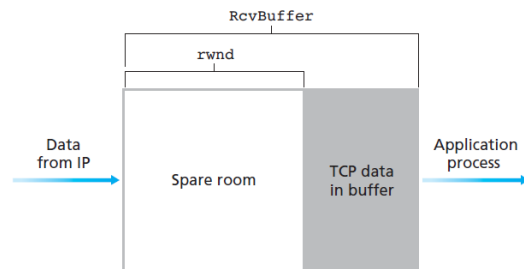 RcvBuffer
rwnd
Data
from IP
Spare room
TCP data
in buffer
Application
process